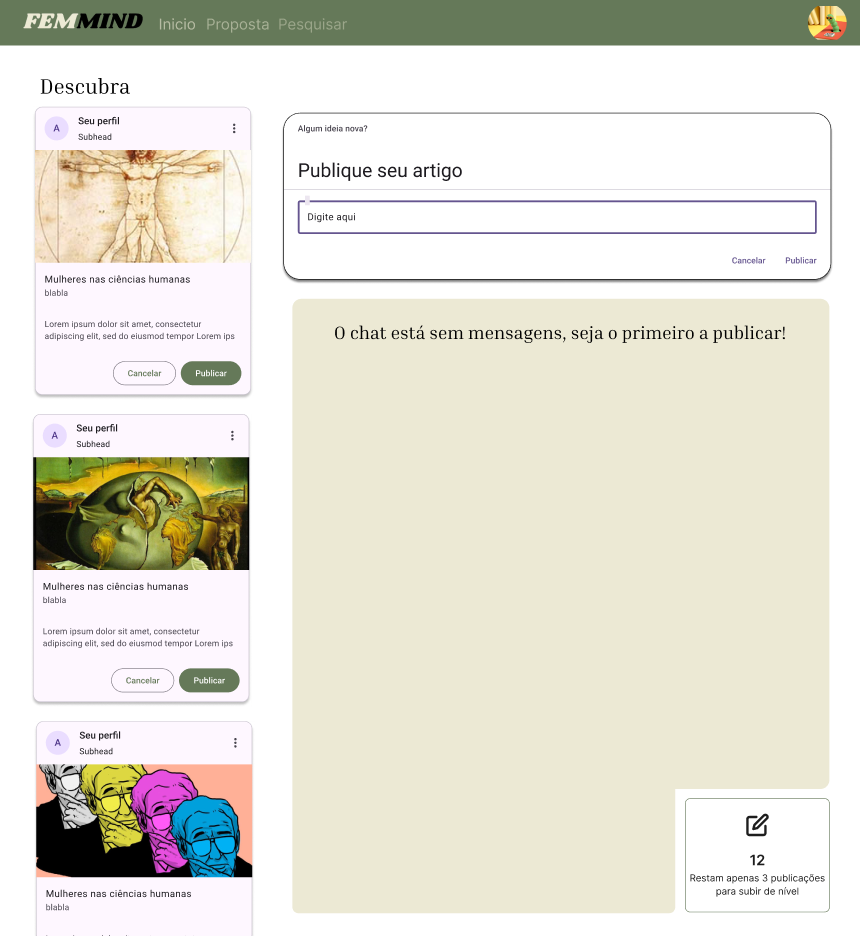 FEMMIND Inicio Proposta Pesquisar
Descubra
A
Seu perfil
Subhead
Mulheres nas ciências humanas
blabla
Lorem ipsum dolor sit amet, consectetur
adipiscing elit, sed do eiusmod tempor Lorem ips
Cancelar Publicar
A
Seu perfil
Subhead
Mulheres nas ciências humanas
blabla
Lorem ipsum dolor sit amet, consectetur
adipiscing elit, sed do eiusmod tempor Lorem ips
Cancelar Publicar
A
Seu perfil
Subhead
Mulheres nas ciências humanas
blabla
Algum ideia nova?
Publique seu artigo
Digite aqui
Cancelar Publicar
O chat está sem mensagens, seja o primeiro a publicar!
12
Restam apenas 3 publicações
para subir de nível